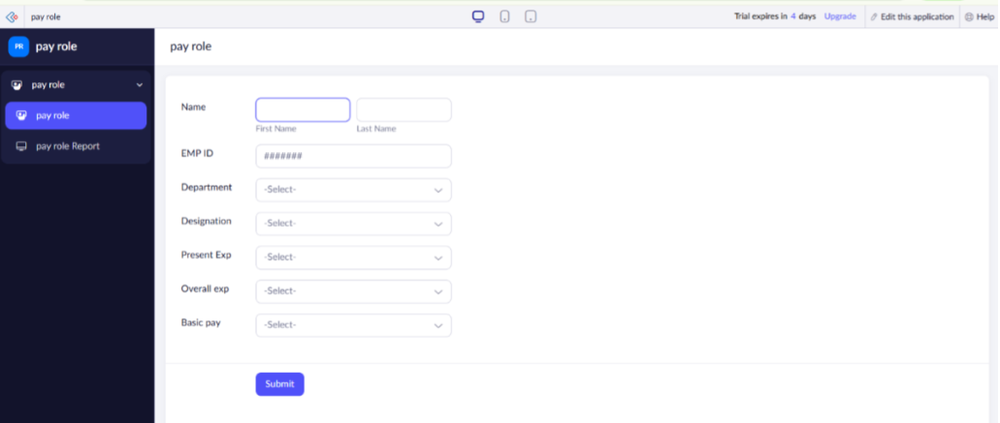 pay role
Trial expires in 4 days Upgrade Edit this application Help
PR pay role
pay role
pay role
pay role
pay role Report
Name
First Name Last Name
EMP ID #######
Department -Select-
Designation -Select-
Present Exp -Select-
Overall exp -Select-
Basic pay -Select-
Submit